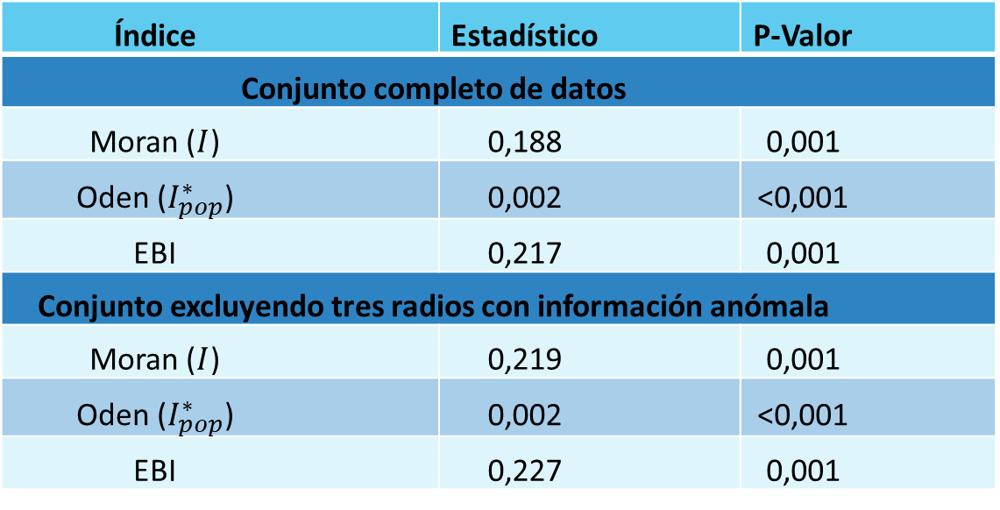 Índice Estadístico P-Valor
Conjunto completo de datos
Moran (𝐼) 0,188 0,001
Oden (𝐼*𝑝𝑜𝑝) 0,002 <0,001
EBI 0,217 0,001
Conjunto excluyendo tres radios con información anómala
Moran (𝐼) 0,219 0,001
Oden (𝐼*𝑝𝑜𝑝) 0,002 <0,001
EBI 0,227 0,001